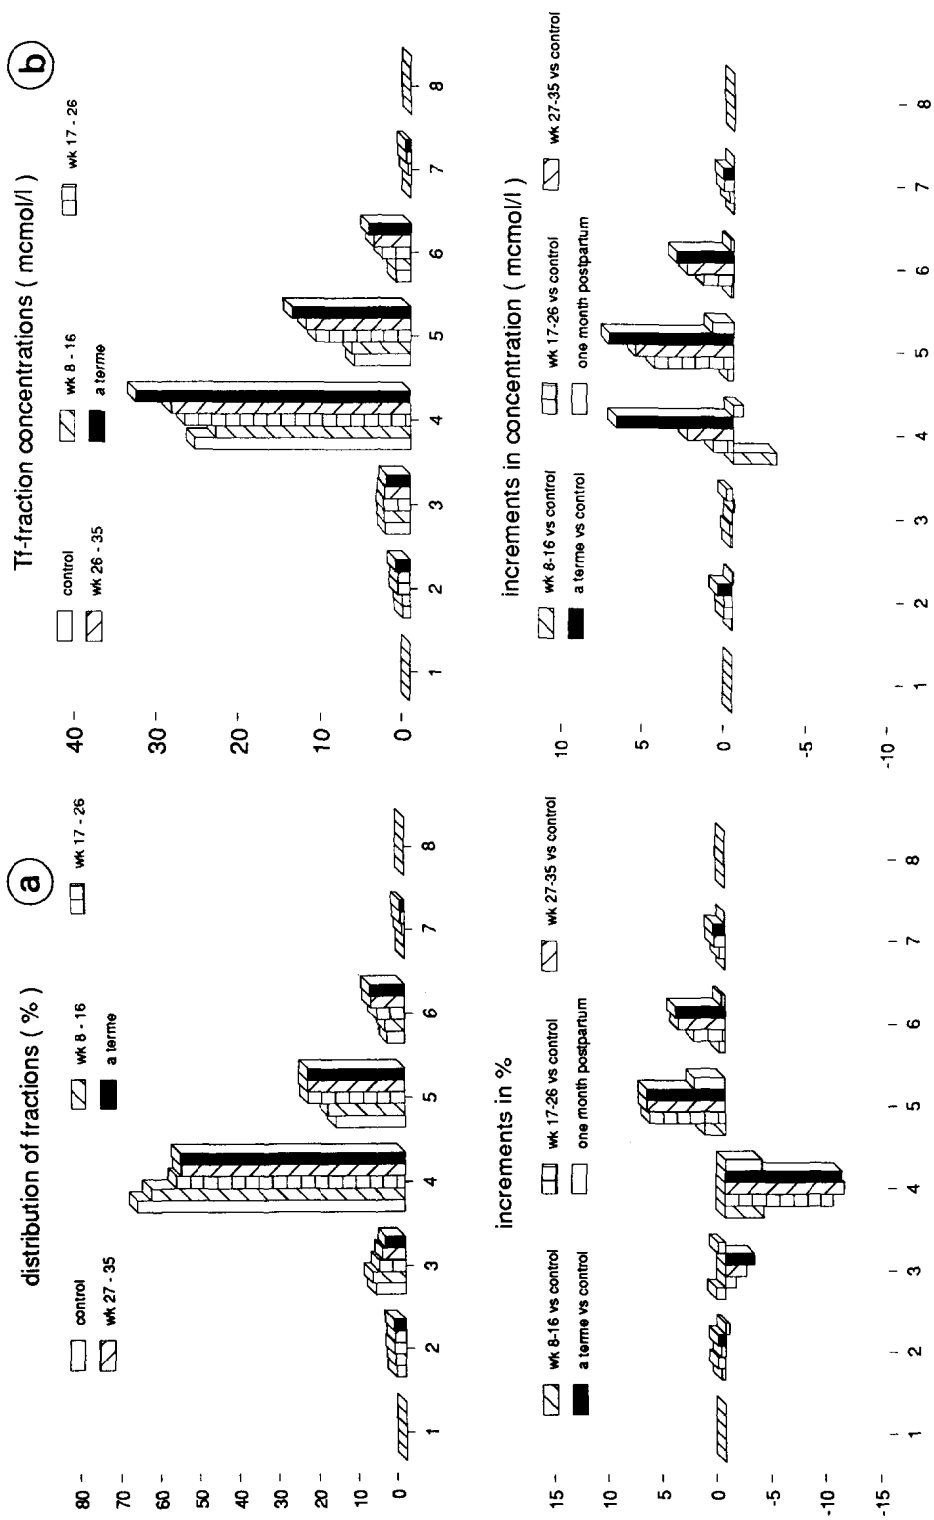 a
distribution of fractions ( % )
control
wk 8 - 16
wk 17 - 26
wk 27 - 35
a terme
80
70
60
50
40
30
20
10
0
1 2 3 4 5 6 7 8
increments in %
wk 8-16 vs control
wk 17-26 vs control
wk 27-35 vs control
a terme vs control
one month postpartum
15
10
5
0
-5
-10
-15
1 2 3 4 5 6 7 8
b
Tf-fraction concentrations ( mcmol/l )
control
wk 8 - 16
wk 17 - 26
wk 26 - 35
a terme
40
30
20
10
0
1 2 3 4 5 6 7 8
increments in concentration ( mcmol/l )
wk 8-16 vs control
wk 17-26 vs control
wk 27-35 vs control
a terme vs control
one month postpartum
10
5
0
-5
-10
1 2 3 4 5 6 7 8